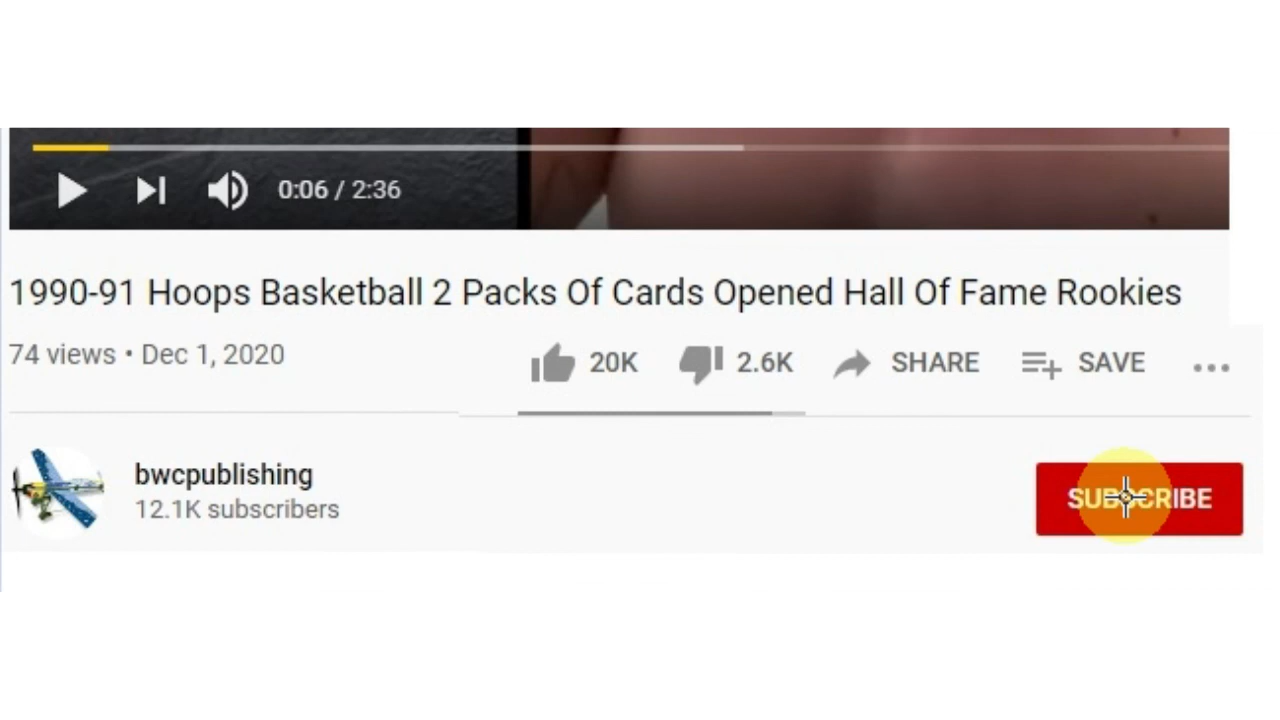 0:06 / 2:36
1990-91 Hoops Basketball 2 Packs Of Cards Opened Hall Of Fame Rookies
74 views • Dec 1, 2020
20K 2.6K SHARE SAVE ...
bwcpublishing
12.1K subscribers
SUBSCRIBE